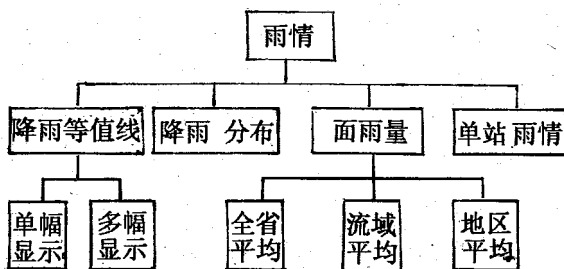 雨情
降雨等值线 降雨 分布 面雨量 单站 雨情
单幅 多幅 全省 流域 地区
显示 显示 平均 平均 平均